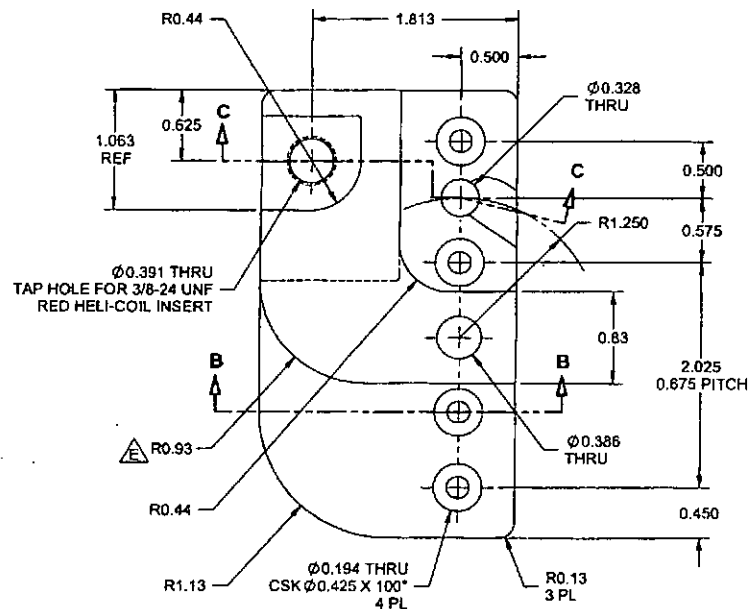 R0.44
1.813
0.500
Ø0.328
THRU
1.063
REF
0.625
C
0.500
C
R1.250
0.575
Ø0.391 THRU
TAP HOLE FOR 3/8-24 UNF
RED HELI-COIL INSERT
0.83
2.025
0.675 PITCH
B
B
E
R0.93
Ø0.386
THRU
R0.44
0.450
R1.13
Ø0.194 THRU
CSK Ø0.425 X 100°
4 PL
R0.13
3 PL